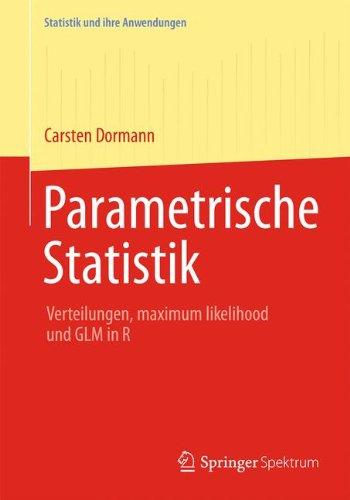 Statistik und ihre Anwendungen
Carsten Dormann
Parametrische
Statistik
Verteilungen, maximum likelihood
und GLM in R
Springer Spektrum